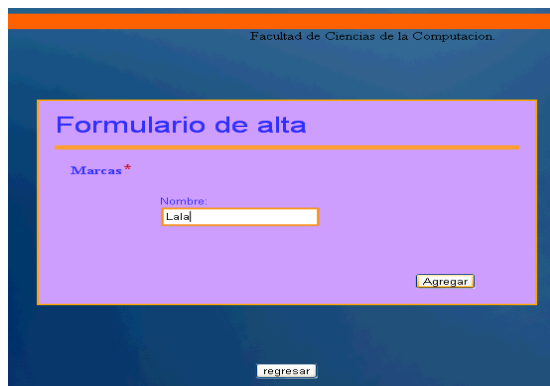 Facultad de Ciencias de la Computacion.
Formulario de alta
Marcas*
Nombre:
Lala
Agregar
regresar